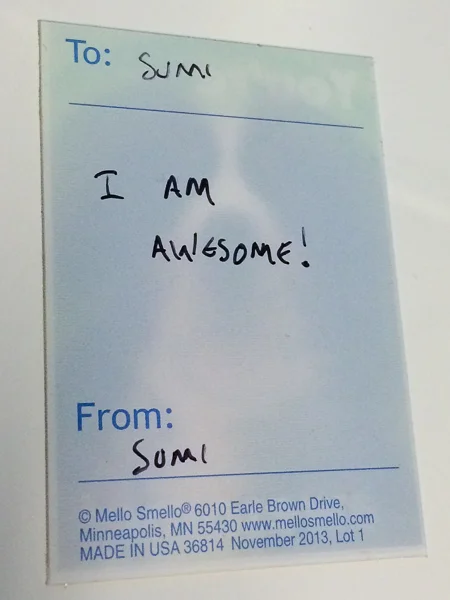 To: SUMI
I AM
AWESOME!
From:
SUMI
© Mello Smello® 6010 Earle Brown Drive,
Minneapolis, MN 55430 www.mellosmello.com
MADE IN USA 36814 November 2013, Lot 1